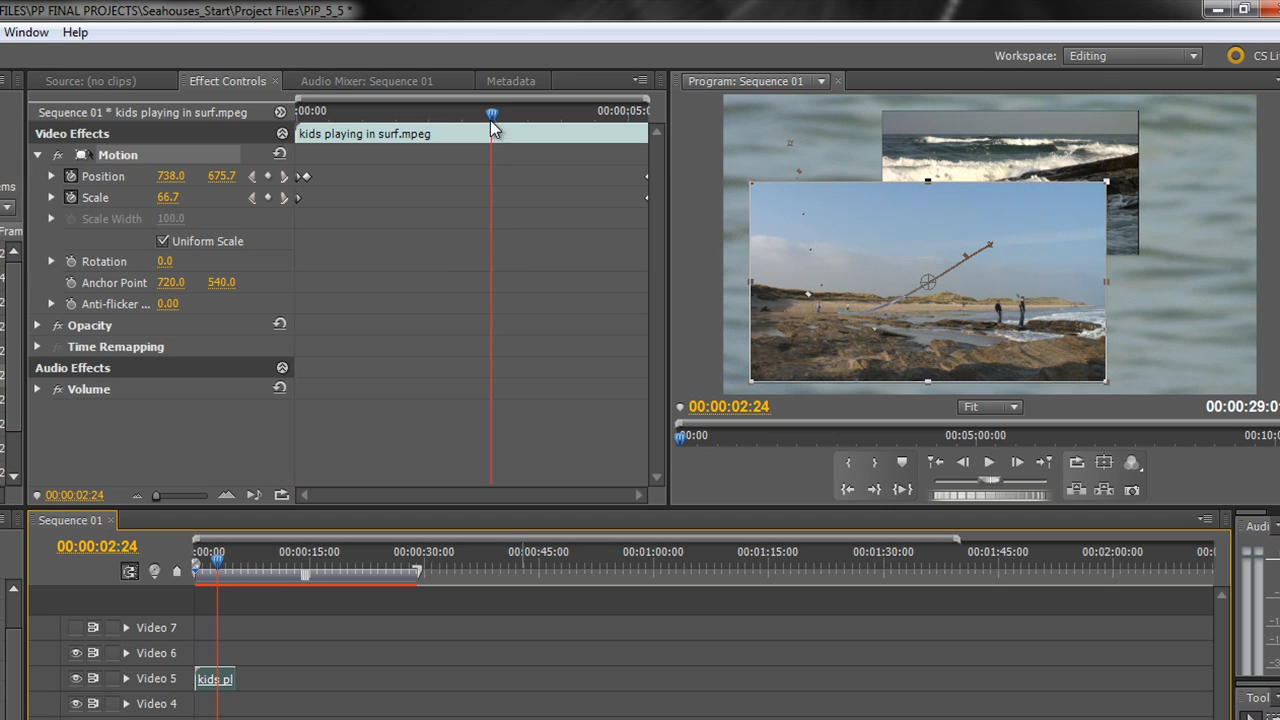 FILES\PP FINAL PROJECTS\Seahouses_Start\Project Files\PiP_5_5 *
Window Help
Workspace: Editing CS Li
Source: (no clips) Effect Controls × Audio Mixer: Sequence 01 Metadata
Program: Sequence 01 ×
Sequence 01 * kids playing in surf.mpeg
:00:00 00:00:05:0
Video Effects
kids playing in surf.mpeg
fx Motion
Position 738.0 675.7
Scale 66.7
Scale Width 100.0
Uniform Scale
Rotation 0.0
Anchor Point 720.0 540.0
Anti-flicker ... 0.00
fx Opacity
fx Time Remapping
Audio Effects
fx Volume
ems
Fram
00:00:02:24 Fit 00:00:29:0
00:00 00:05:00:00 00:10:
00:00:02:24
Sequence 01 × Audi
00:00:02:24
:00:00 00:00:15:00 00:00:30:00 00:00:45:00 00:01:00:00 00:01:15:00 00:01:30:00 00:01:45:00 00:02:00:00 00:0
Video 7
Video 6
Video 5 kids pl
Video 4
Tool